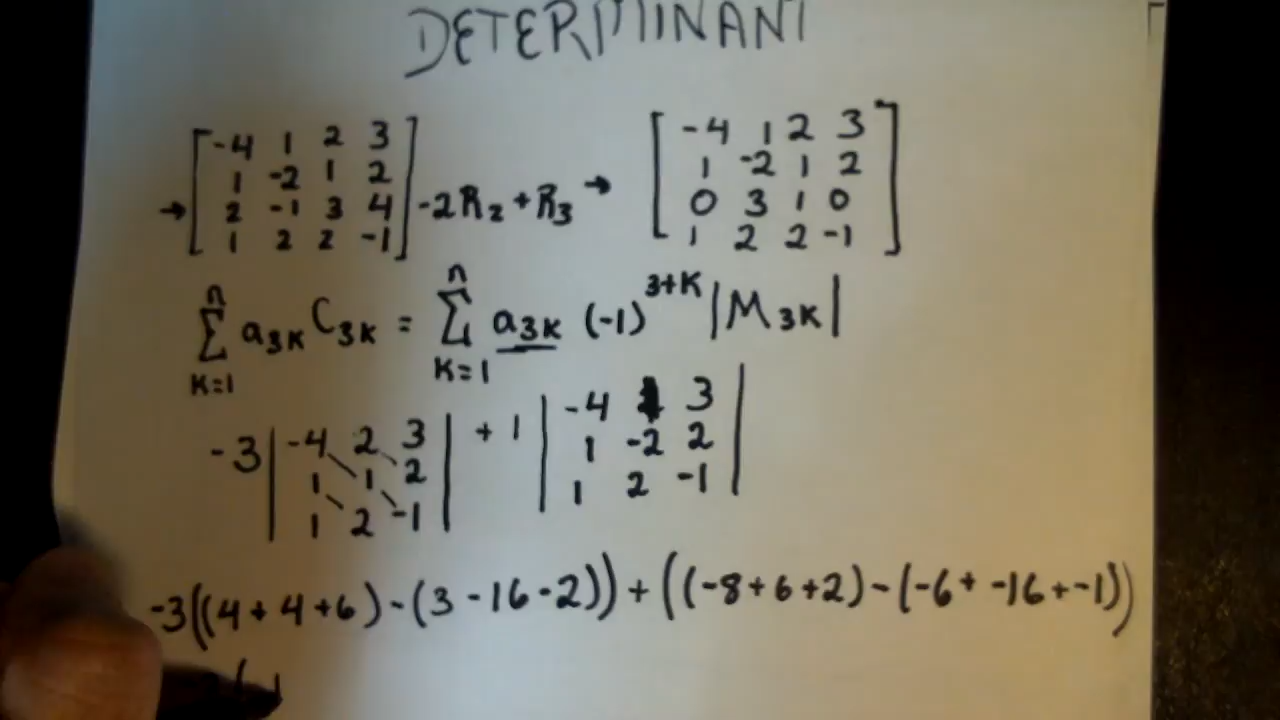 DETERMINANT
→ [ -4 1 2 3 ] [ -4 1 2 3 ]
1 -2 1 2 1 -2 1 2
2 -1 3 4 -2R₂ + R₃ → 0 3 1 0
1 2 2 -1 1 2 2 -1
n n
∑ a₃ₖ C₃ₖ = ∑ a₃ₖ (-1)³⁺ᴷ |M₃ₖ|
K=1 K=1
-3 | -4 2 3 | + 1 | -4 1 3 |
1 1 2 1 -2 2
1 2 -1 1 2 -1
-3((4 + 4 + 6) - (3 - 16 - 2)) + ((-8 + 6 + 2) - (-6 + -16 + -1))